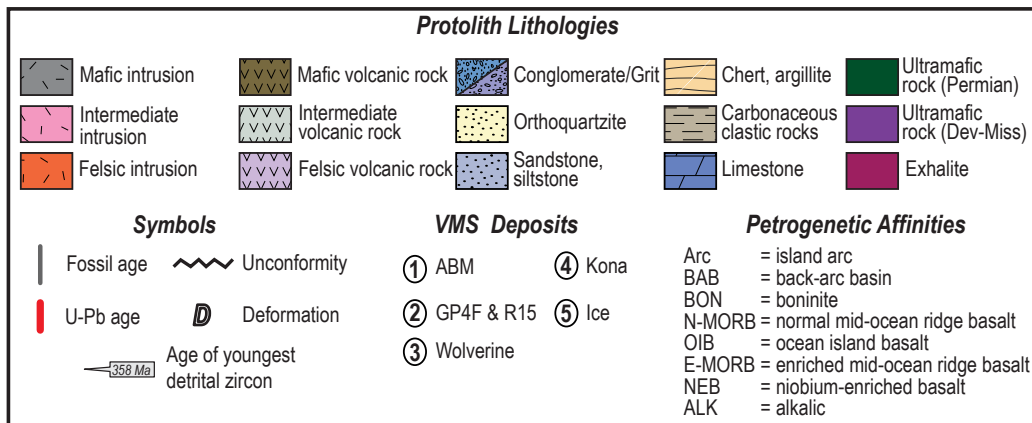 Protolith Lithologies
Mafic intrusion
Mafic volcanic rock
Conglomerate/Grit
Chert, argillite
Ultramafic
rock (Permian)
Intermediate
intrusion
Intermediate
volcanic rock
Orthoquartzite
Carbonaceous
clastic rocks
Ultramafic
rock (Dev-Miss)
Felsic intrusion
Felsic volcanic rock
Sandstone,
siltstone
Limestone
Exhalite
Symbols
Fossil age
Unconformity
U-Pb age
D Deformation
358 Ma
Age of youngest
detrital zircon
VMS Deposits
1 ABM
4 Kona
2 GP4F & R15
5 Ice
3 Wolverine
Petrogenetic Affinities
Arc = island arc
BAB = back-arc basin
BON = boninite
N-MORB = normal mid-ocean ridge basalt
OIB = ocean island basalt
E-MORB = enriched mid-ocean ridge basalt
NEB = niobium-enriched basalt
ALK = alkalic